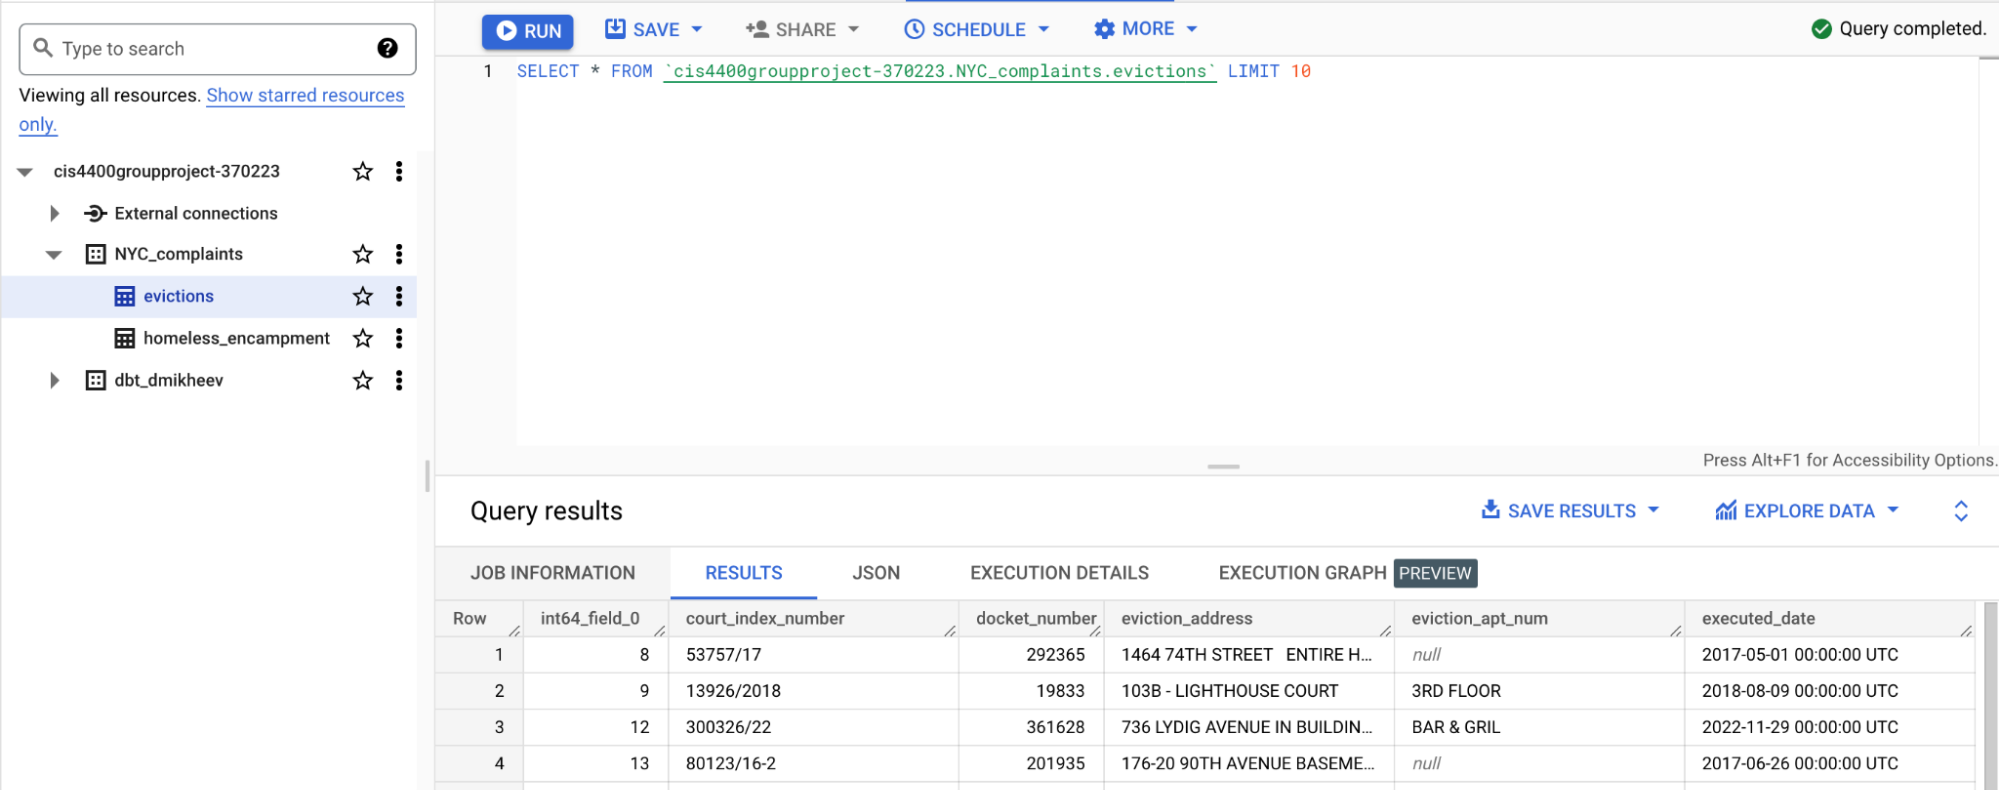 Type to search
Viewing all resources. Show starred resources
only.
cis4400groupproject-370223
External connections
NYC_complaints
evictions
homeless_encampment
dbt_dmikheev
RUN SAVE SHARE SCHEDULE MORE Query completed.
1 SELECT * FROM `cis4400groupproject-370223.NYC_complaints.evictions` LIMIT 10
Press Alt+F1 for Accessibility Options.
Query results SAVE RESULTS EXPLORE DATA
JOB INFORMATION RESULTS JSON EXECUTION DETAILS EXECUTION GRAPH PREVIEW
Row int64_field_0 court_index_number docket_number eviction_address eviction_apt_num executed_date
1 8 53757/17 292365 1464 74TH STREET ENTIRE H... null 2017-05-01 00:00:00 UTC
2 9 13926/2018 19833 103B - LIGHTHOUSE COURT 3RD FLOOR 2018-08-09 00:00:00 UTC
3 12 300326/22 361628 736 LYDIG AVENUE IN BUILDIN... BAR & GRIL 2022-11-29 00:00:00 UTC
4 13 80123/16-2 201935 176-20 90TH AVENUE BASEME... null 2017-06-26 00:00:00 UTC